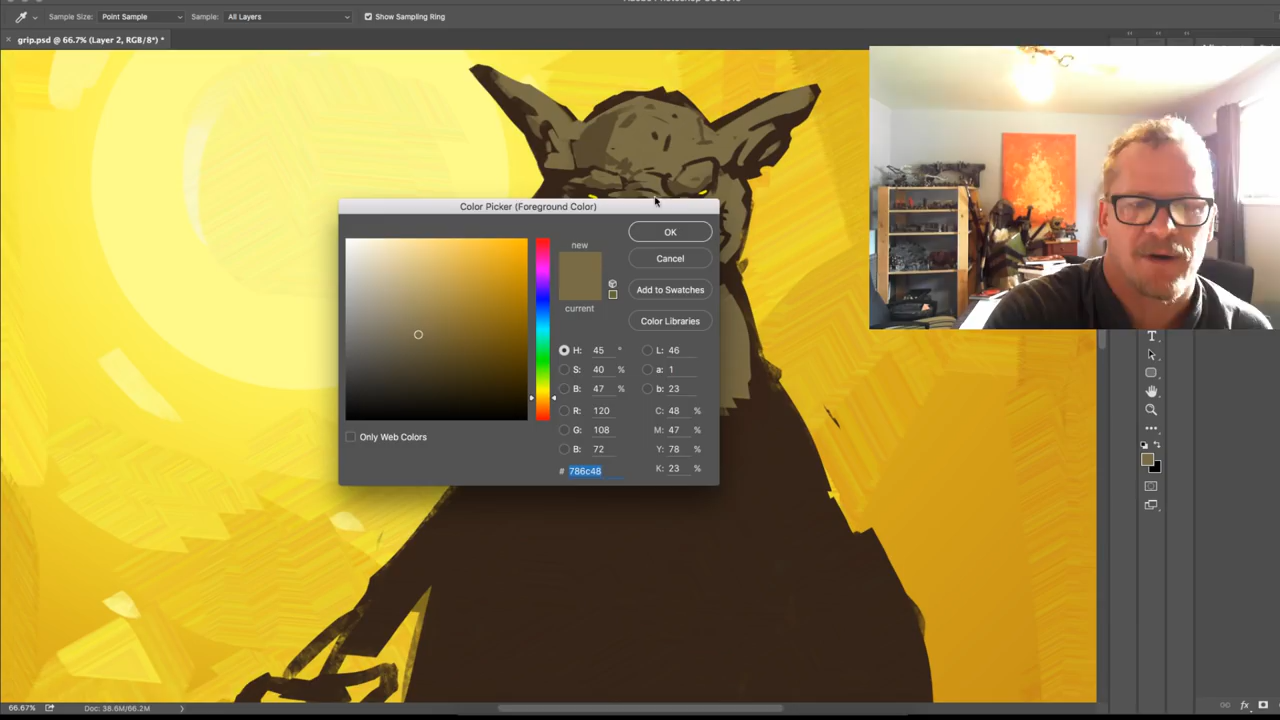 Sample Size: Point Sample Sample: All Layers Show Sampling Ring
× grip.psd @ 66.7% (Layer 2, RGB/8*) *
Color Picker (Foreground Color)
new
current
OK
Cancel
Add to Swatches
Color Libraries
H: 45 °
S: 40 %
B: 47 %
R: 120
G: 108
B: 72
# 786c48
L: 46
a: 1
b: 23
C: 48 %
M: 47 %
Y: 78 %
K: 23 %
Only Web Colors
T
66.67% Doc: 38.6M/66.2M
fx